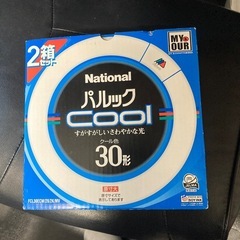 2箱
セット
MY
OUR
National
パルック
cool
すがすがしいさわやかな光
クール色
30形